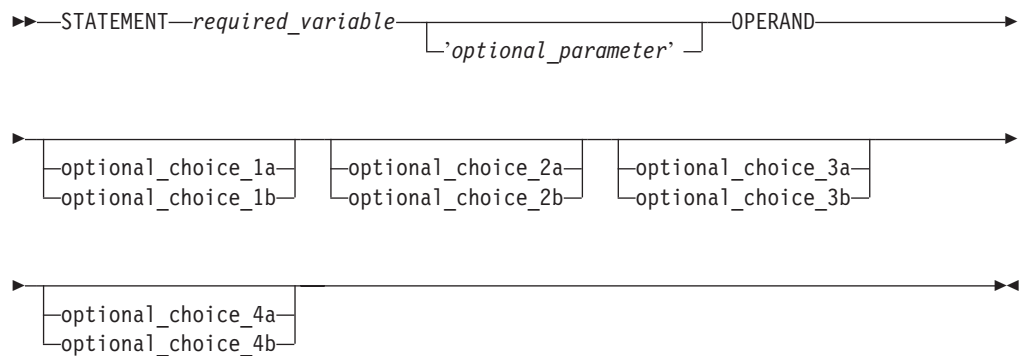 STATEMENT required_variable OPERAND
'optional_parameter'
optional_choice_1a optional_choice_2a optional_choice_3a
optional_choice_1b optional_choice_2b optional_choice_3b
optional_choice_4a
optional_choice_4b